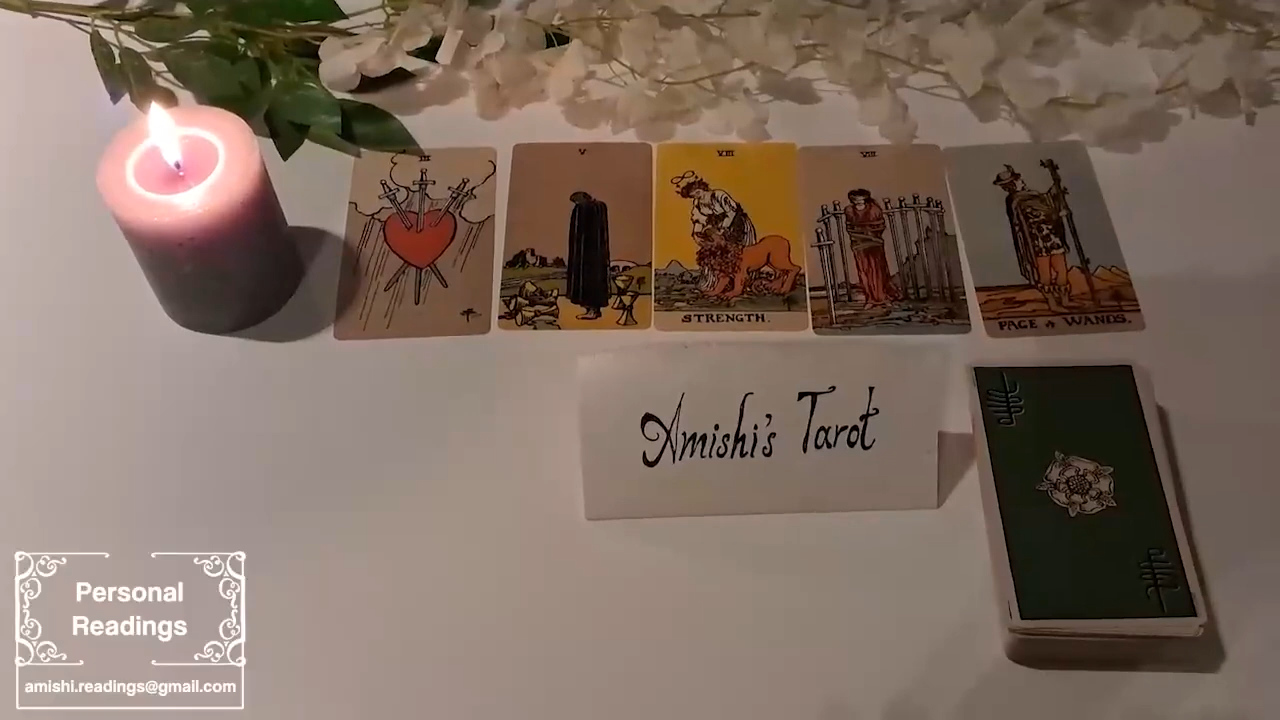 III
V
VIII
VIII
STRENGTH.
PAGE of WANDS.
Amishi's Tarot
Personal
Readings
amishi.readings@gmail.com